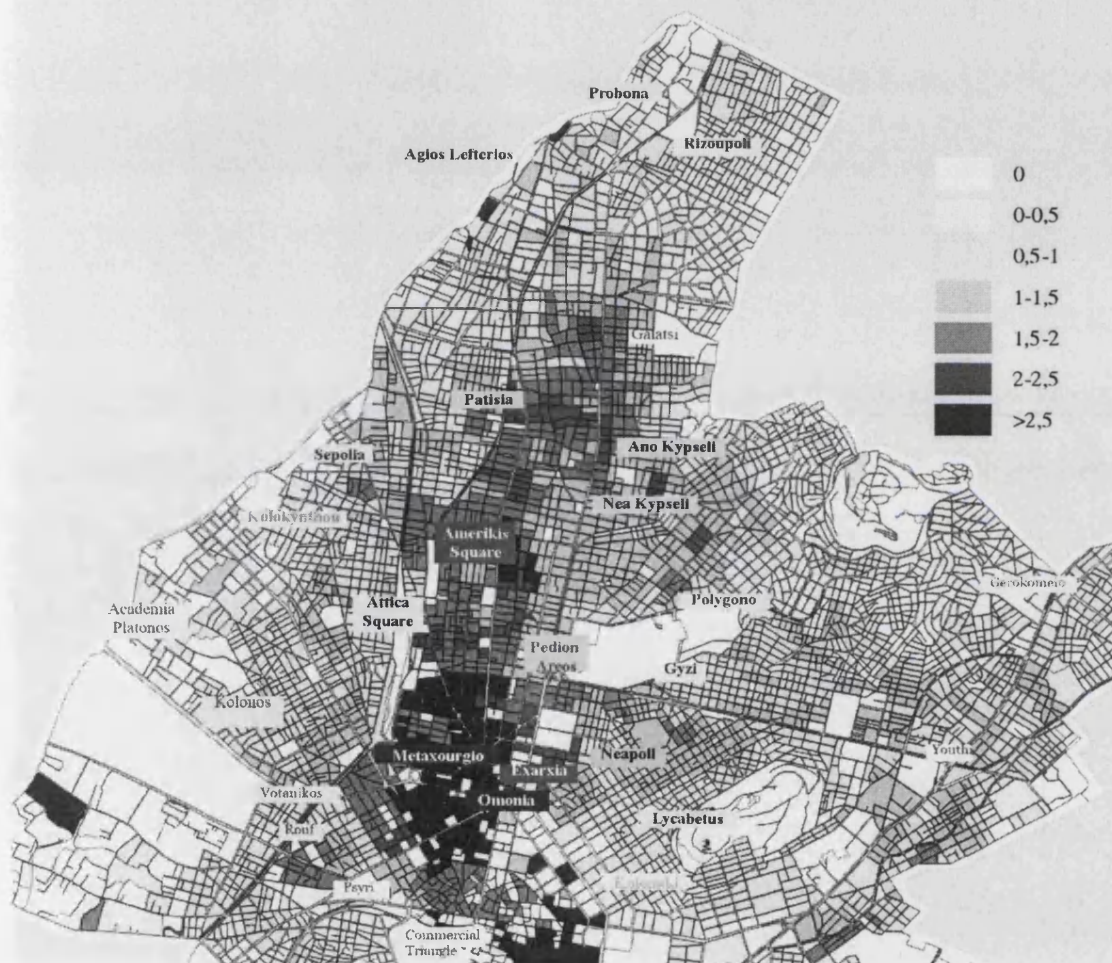 Probona
Agios Lefterios
Rizoupoli
0
0-0,5
0,5-1
1-1,5
1,5-2
2-2,5
>2,5
Galatsi
Patisia
Ano Kypseli
Sepolia
Nea Kypseli
Kolokynthou
Amerikis
Square
Gerokomeio
Attica
Square
Polygono
Academia
Platonos
Pedion
Areos
Gyzi
Kolonos
Metaxourgio
Exarxia
Neapoli
Votanikos
Omonia
Lycabetus
Rouf
Psyri
Commercial
Triangle